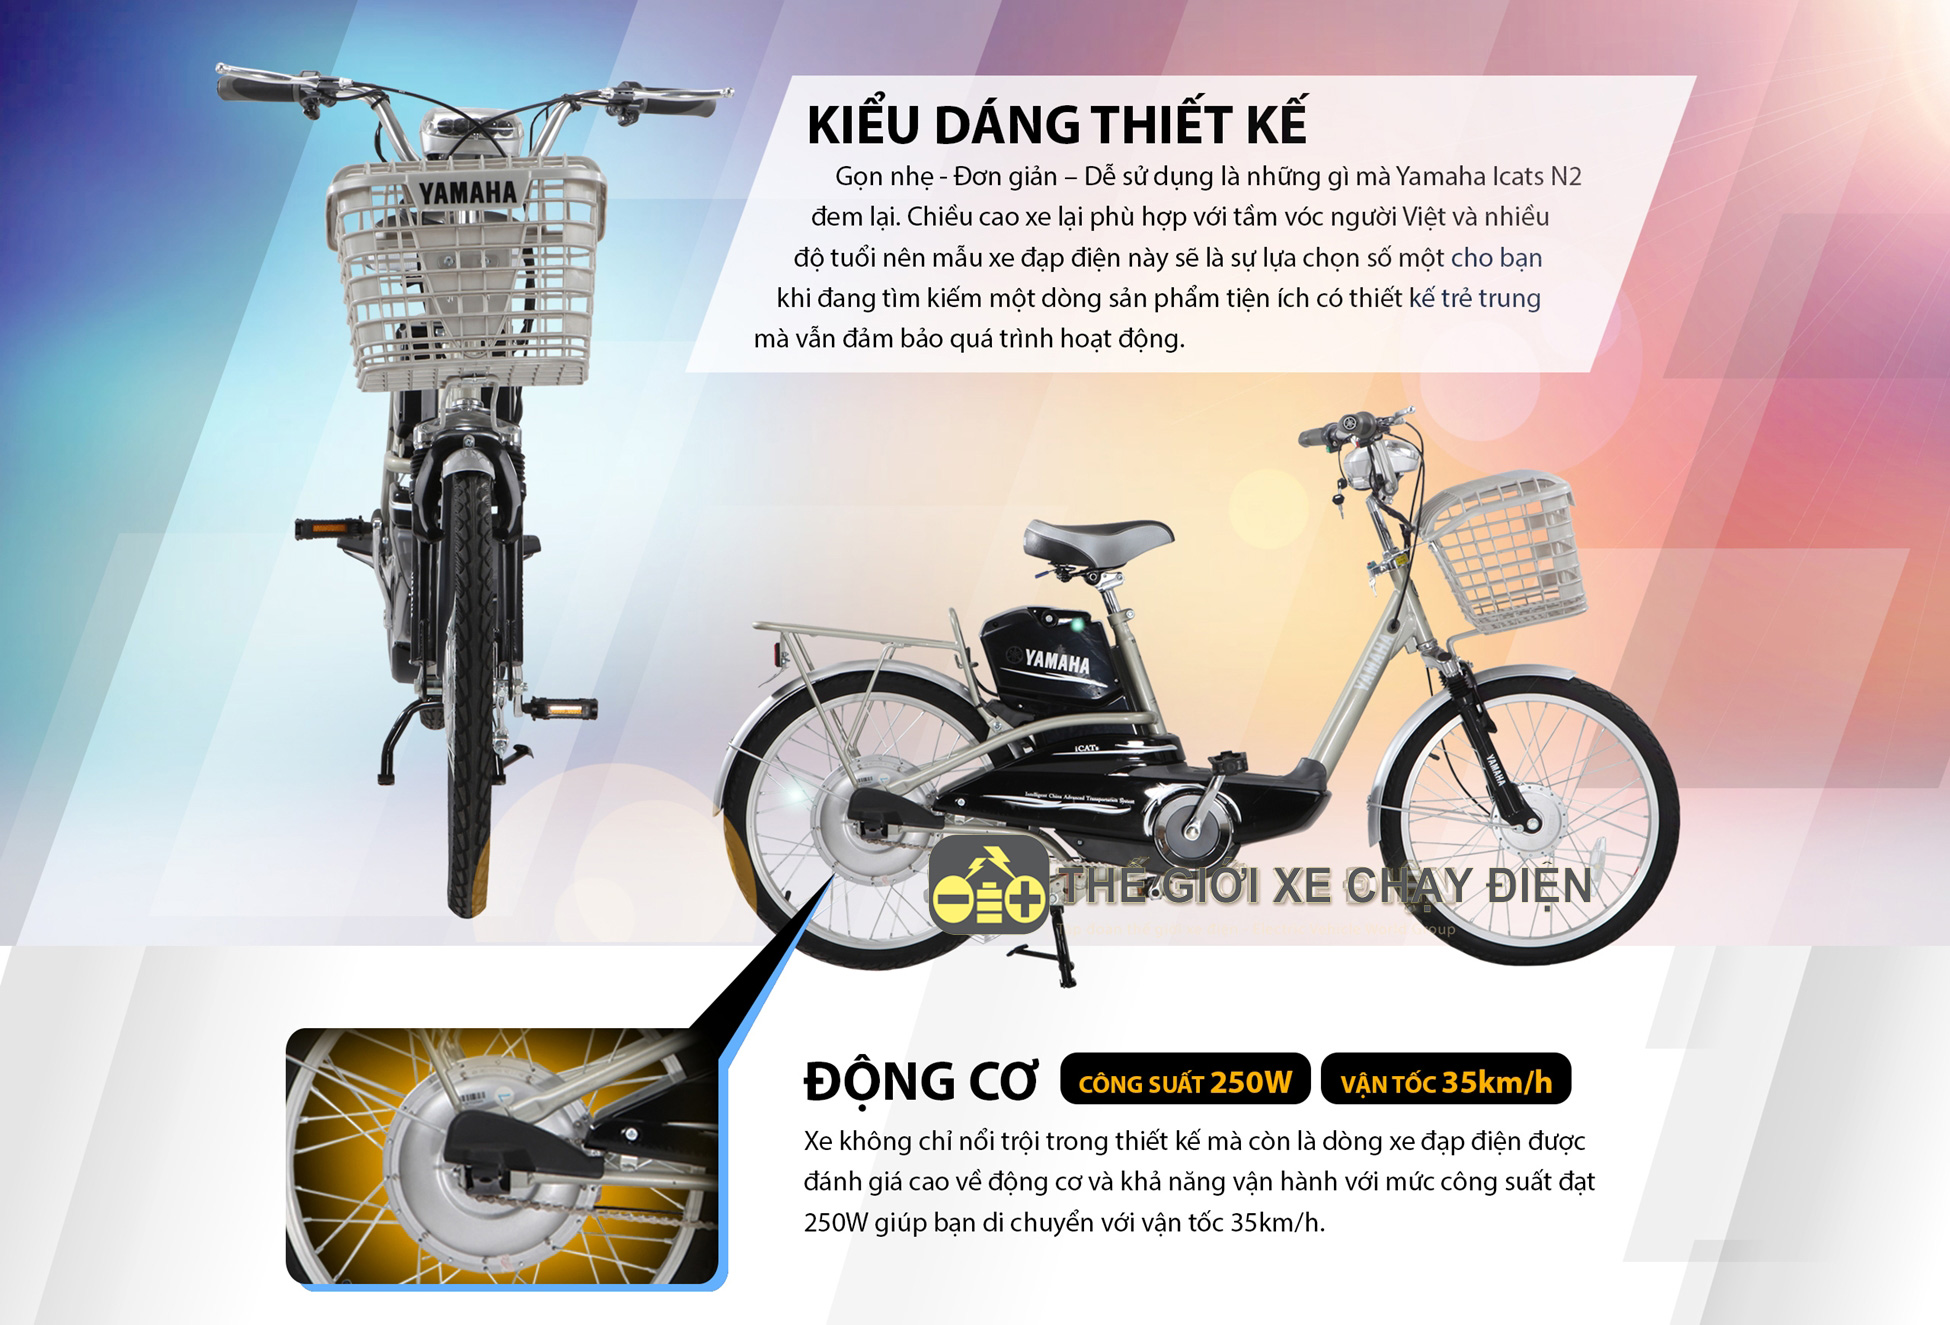 YAMAHA
KIỂU DÁNG THIẾT KẾ
Gọn nhẹ - Đơn giản – Dễ sử dụng là những gì mà Yamaha Icats N2
đem lại. Chiều cao xe lại phù hợp với tầm vóc người Việt và nhiều
độ tuổi nên mẫu xe đạp điện này sẽ là sự lựa chọn số một cho bạn
khi đang tìm kiếm một dòng sản phẩm tiện ích có thiết kế trẻ trung
mà vẫn đảm bảo quá trình hoạt động.
YAMAHA
YAMAHA
iCATs
YAMAHA
Intelligent China Advanced Transportation System
THẾ GIỚI XE CHẠY ĐIỆN
ĐỘNG CƠ
CÔNG SUẤT 250W
VẬN TỐC 35km/h
Xe không chỉ nổi trội trong thiết kế mà còn là dòng xe đạp điện được
đánh giá cao về động cơ và khả năng vận hành với mức công suất đạt
250W giúp bạn di chuyển với vận tốc 35km/h.